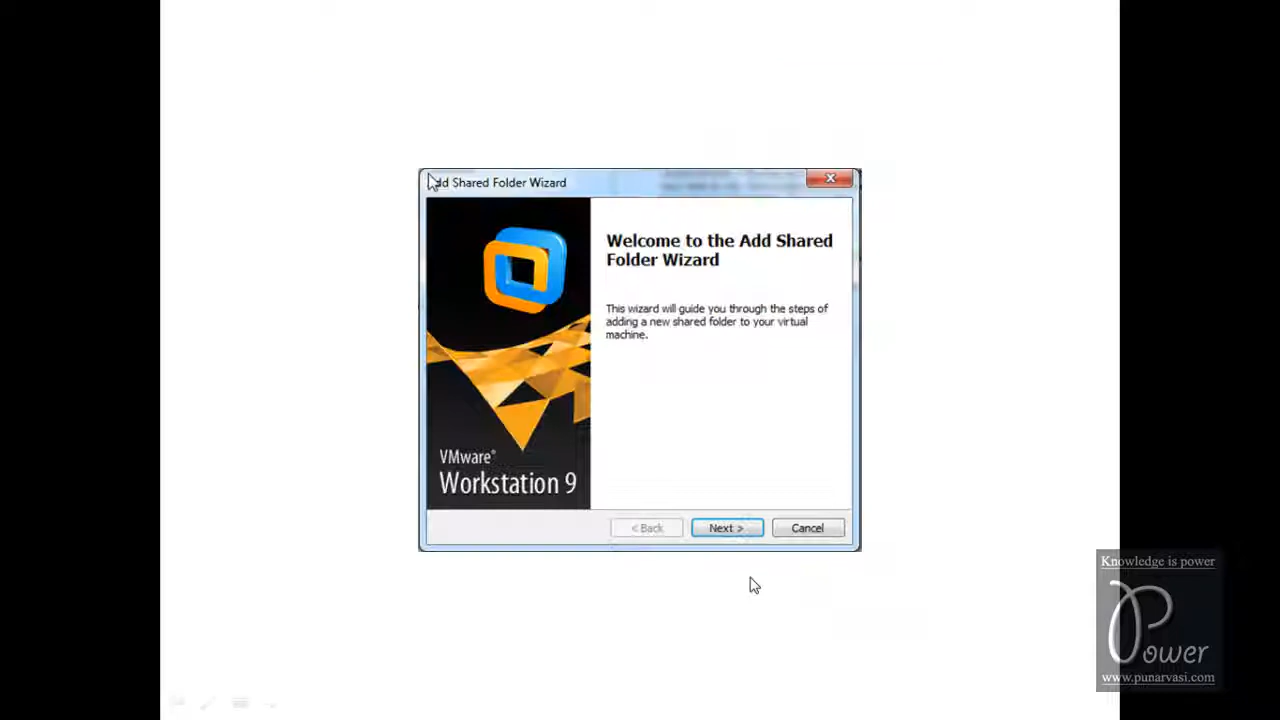 Add Shared Folder Wizard
Welcome to the Add Shared
Folder Wizard
This wizard will guide you through the steps of
adding a new shared folder to your virtual
machine.
VMware®
Workstation 9
< Back
Next >
Cancel
Knowledge is power
Power
www.punarvasi.com